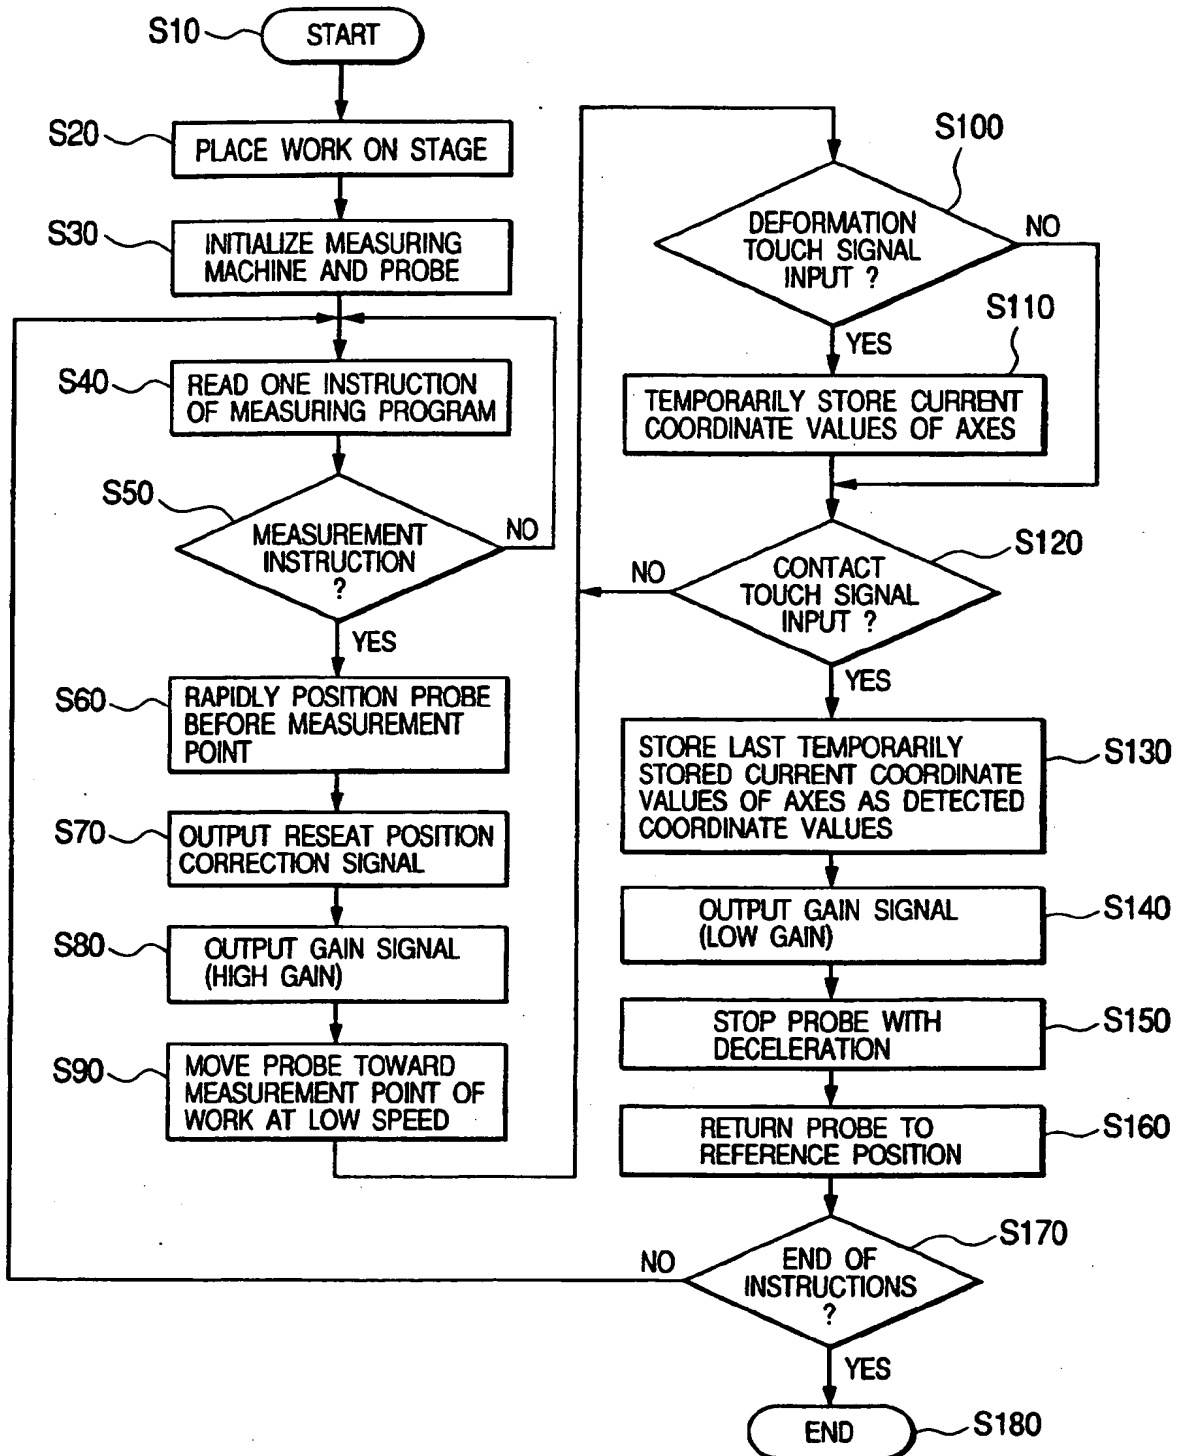 S10
START
S20
PLACE WORK ON STAGE
S30
INITIALIZE MEASURING
MACHINE AND PROBE
S40
READ ONE INSTRUCTION
OF MEASURING PROGRAM
S50
MEASUREMENT
INSTRUCTION
?
NO
YES
S60
RAPIDLY POSITION PROBE
BEFORE MEASUREMENT
POINT
S70
OUTPUT RESEAT POSITION
CORRECTION SIGNAL
S80
OUTPUT GAIN SIGNAL
(HIGH GAIN)
S90
MOVE PROBE TOWARD
MEASUREMENT POINT OF
WORK AT LOW SPEED
S100
DEFORMATION
TOUCH SIGNAL
INPUT ?
NO
YES
S110
TEMPORARILY STORE CURRENT
COORDINATE VALUES OF AXES
S120
CONTACT
TOUCH SIGNAL
INPUT ?
NO
YES
S130
STORE LAST TEMPORARILY
STORED CURRENT COORDINATE
VALUES OF AXES AS DETECTED
COORDINATE VALUES
S140
OUTPUT GAIN SIGNAL
(LOW GAIN)
S150
STOP PROBE WITH
DECELERATION
S160
RETURN PROBE TO
REFERENCE POSITION
S170
END OF
INSTRUCTIONS
?
NO
YES
END
S180